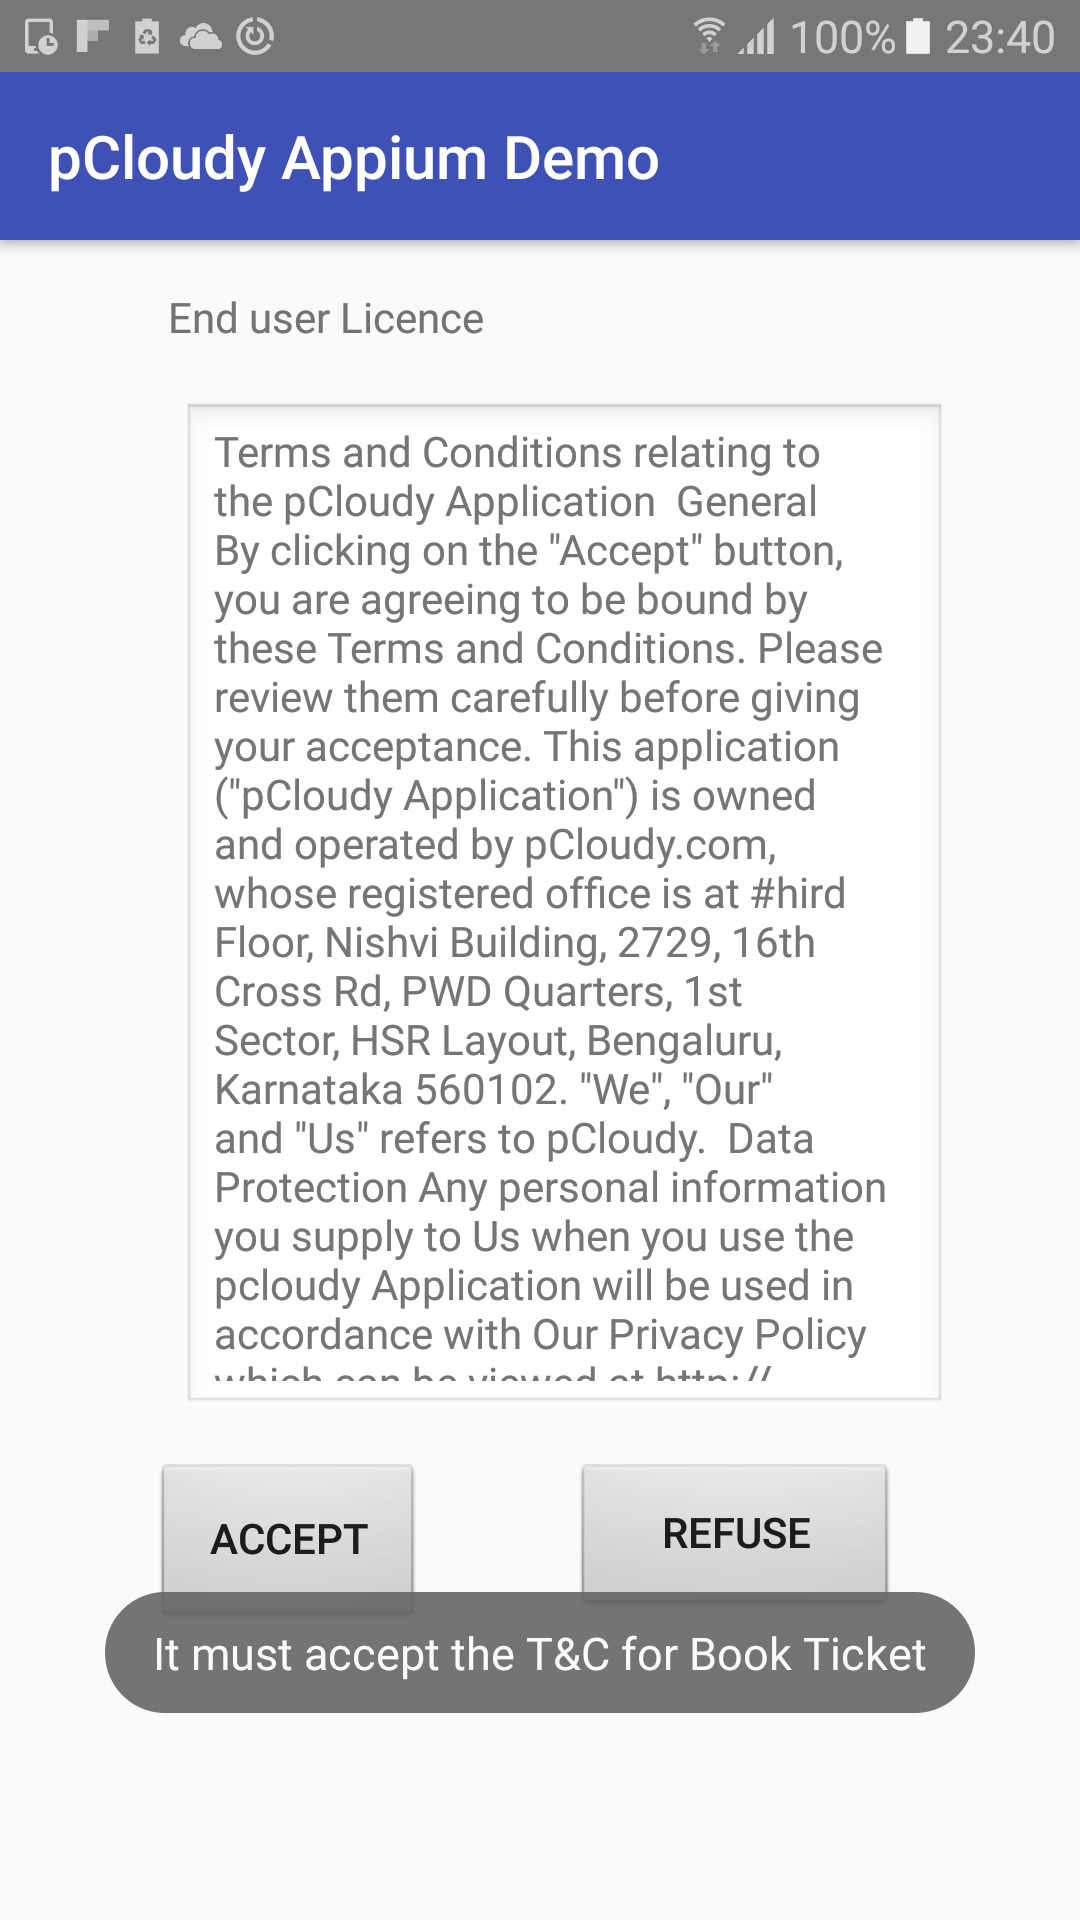 100% 23:40
pCloudy Appium Demo
End user Licence
Terms and Conditions relating to
the pCloudy Application  General
By clicking on the "Accept" button,
you are agreeing to be bound by
these Terms and Conditions. Please
review them carefully before giving
your acceptance. This application
("pCloudy Application") is owned
and operated by pCloudy.com,
whose registered office is at #hird
Floor, Nishvi Building, 2729, 16th
Cross Rd, PWD Quarters, 1st
Sector, HSR Layout, Bengaluru,
Karnataka 560102. "We", "Our"
and "Us" refers to pCloudy.  Data
Protection Any personal information
you supply to Us when you use the
pcloudy Application will be used in
accordance with Our Privacy Policy
which can be viewed at http://
ACCEPT
REFUSE
It must accept the T&C for Book Ticket